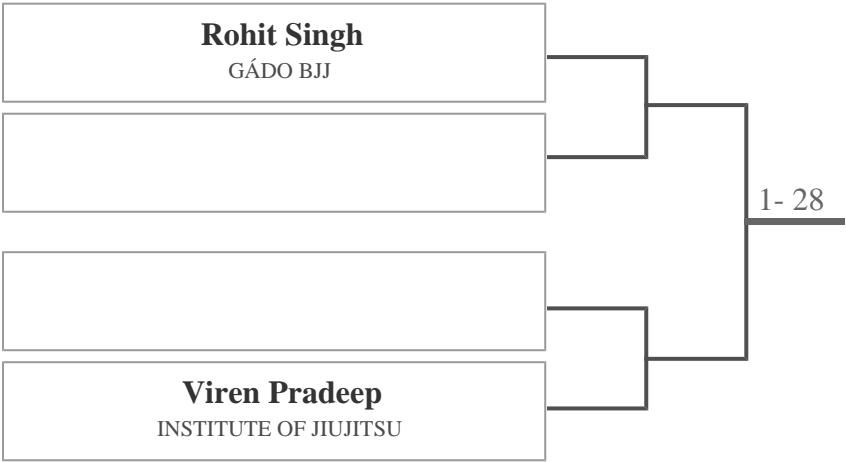 Rohit Singh
GÁDO BJJ
1- 28
Viren Pradeep
INSTITUTE OF JIUJITSU